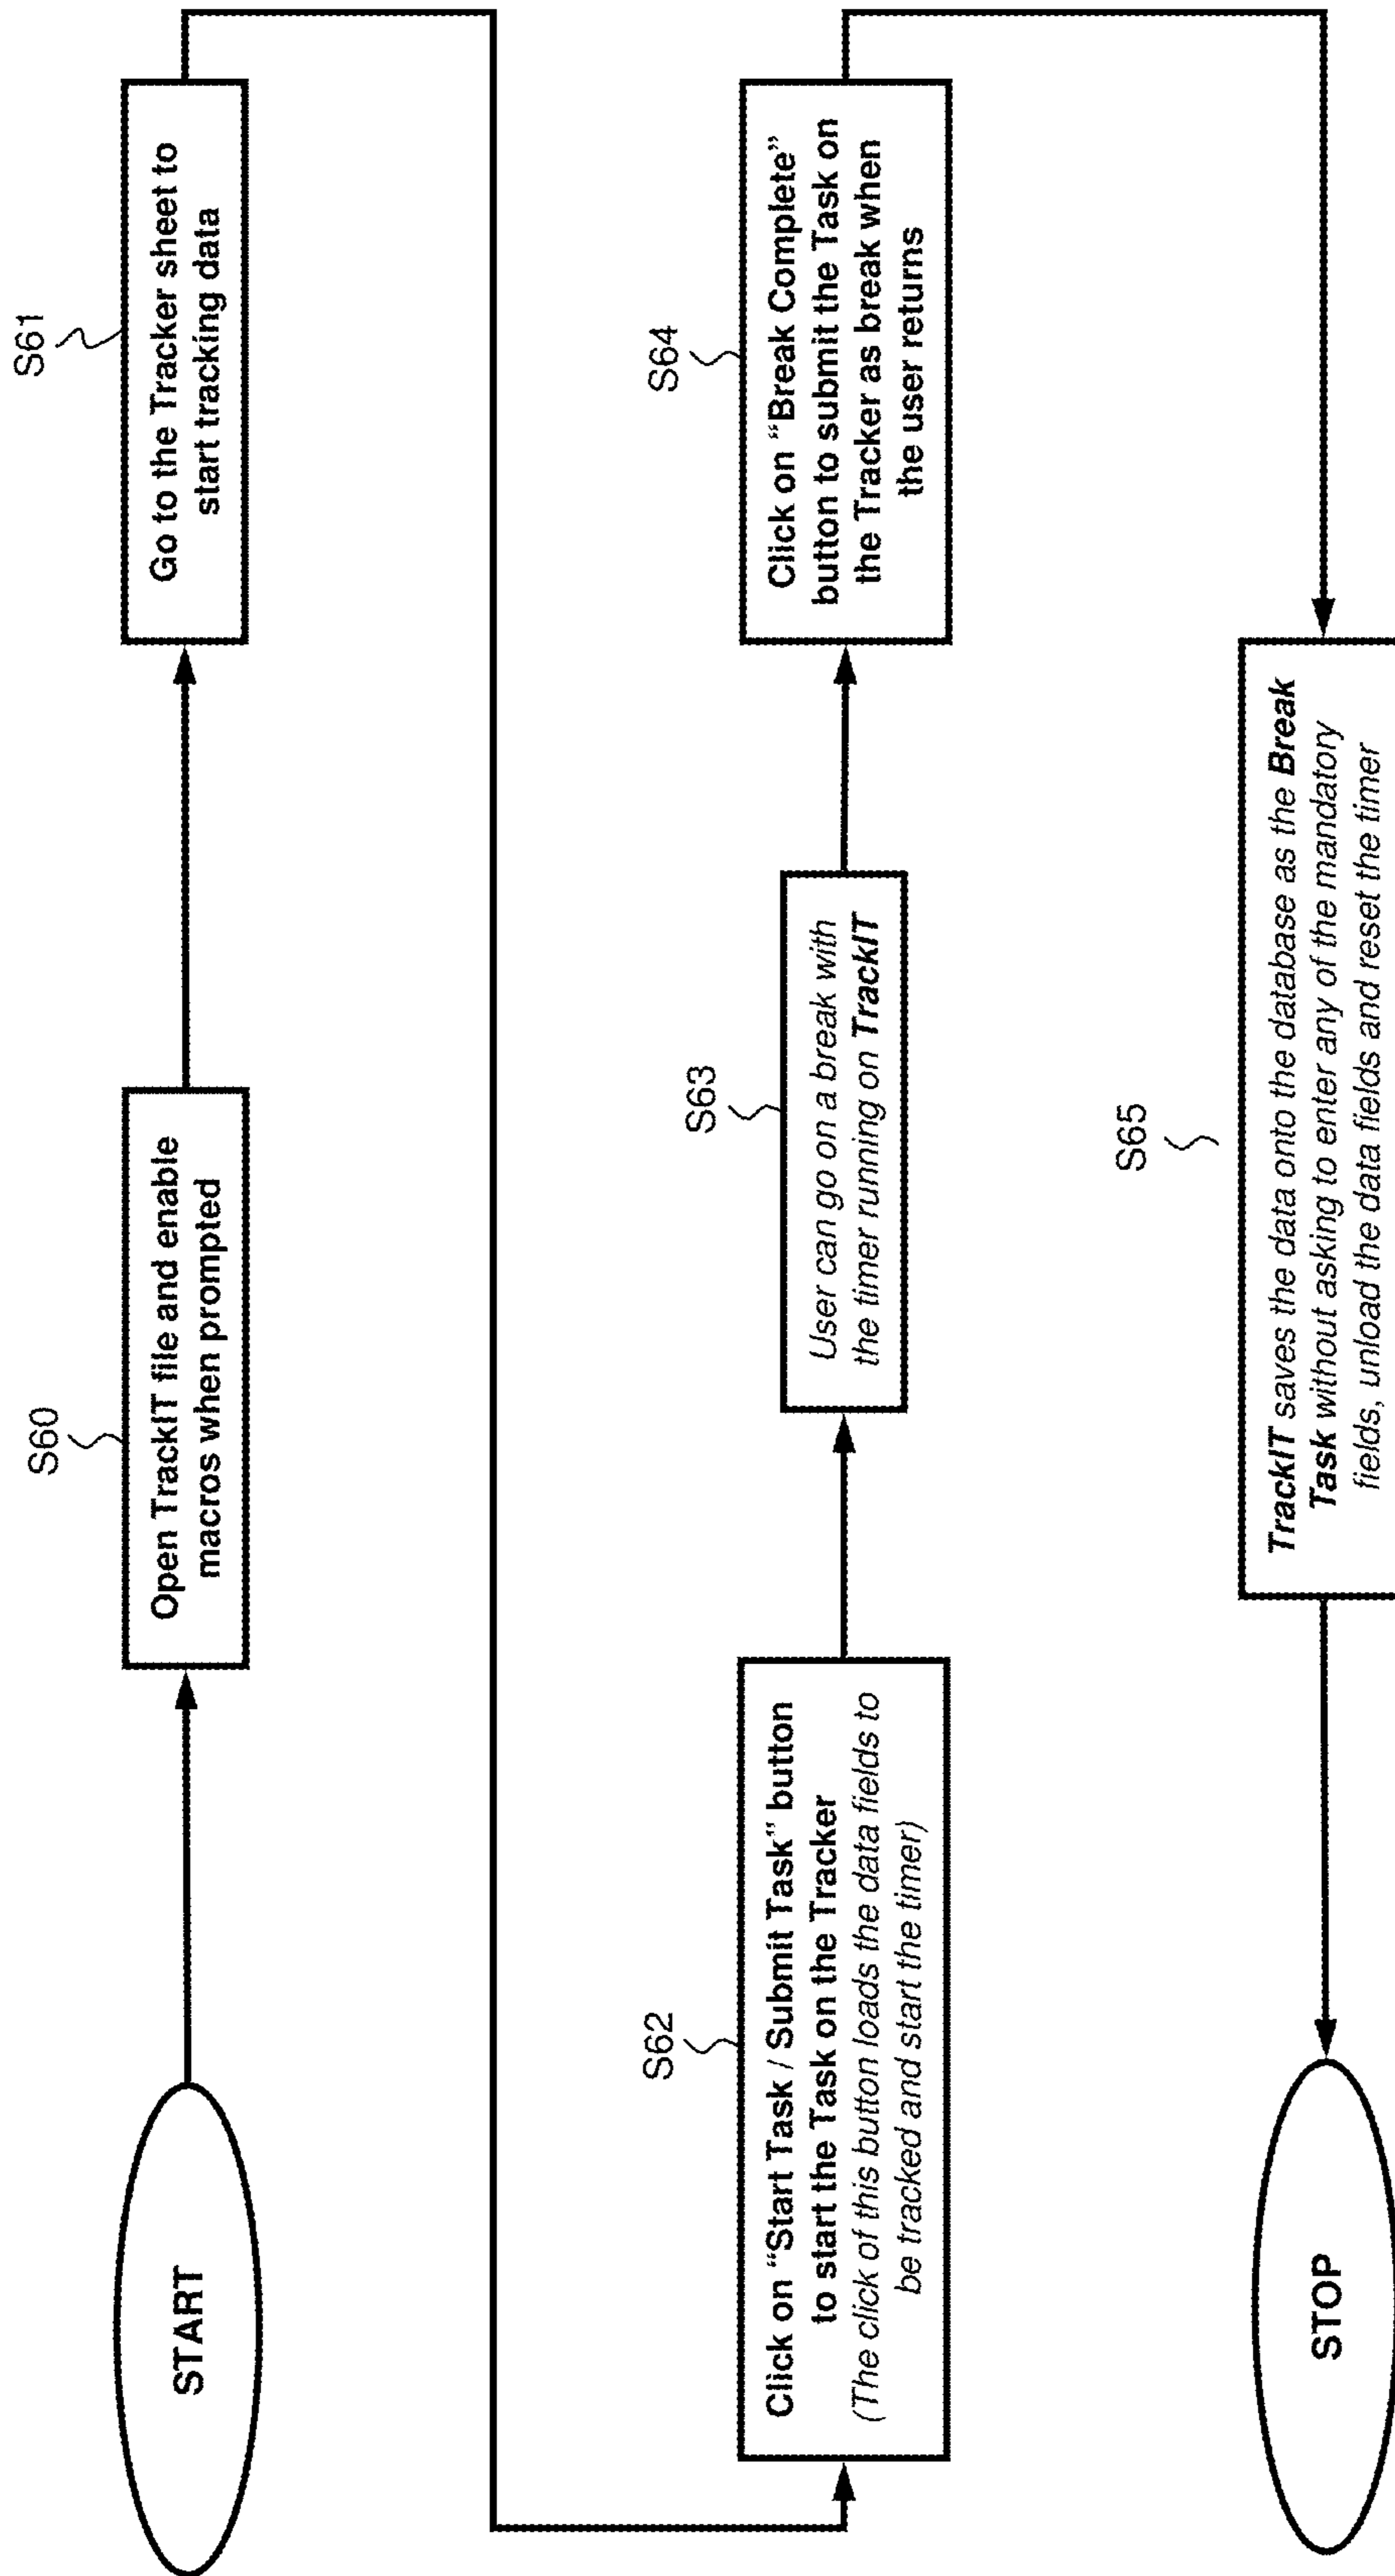 START
S60
Open TrackIT file and enable
macros when prompted
S61
Go to the Tracker sheet to
start tracking data
S62
Click on “Start Task / Submit Task” button
to start the Task on the Tracker
(The click of this button loads the data fields to
be tracked and start the timer)
S63
User can go on a break with
the timer running on TrackIT
S64
Click on “Break Complete”
button to submit the Task on
the Tracker as break when
the user returns
S65
TrackIT saves the data onto the database as the Break
Task without asking to enter any of the mandatory
fields, unload the data fields and reset the timer
STOP